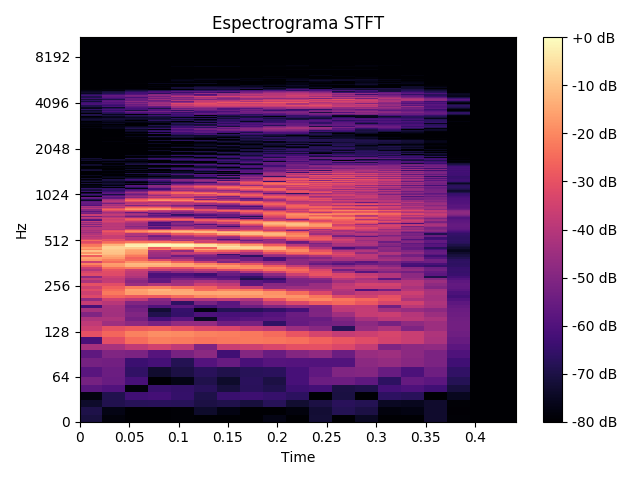 Espectrograma STFT
Hz
8192
4096
2048
1024
512
256
128
64
0
0 0.05 0.1 0.15 0.2 0.25 0.3 0.35 0.4
Time
+0 dB
-10 dB
-20 dB
-30 dB
-40 dB
-50 dB
-60 dB
-70 dB
-80 dB